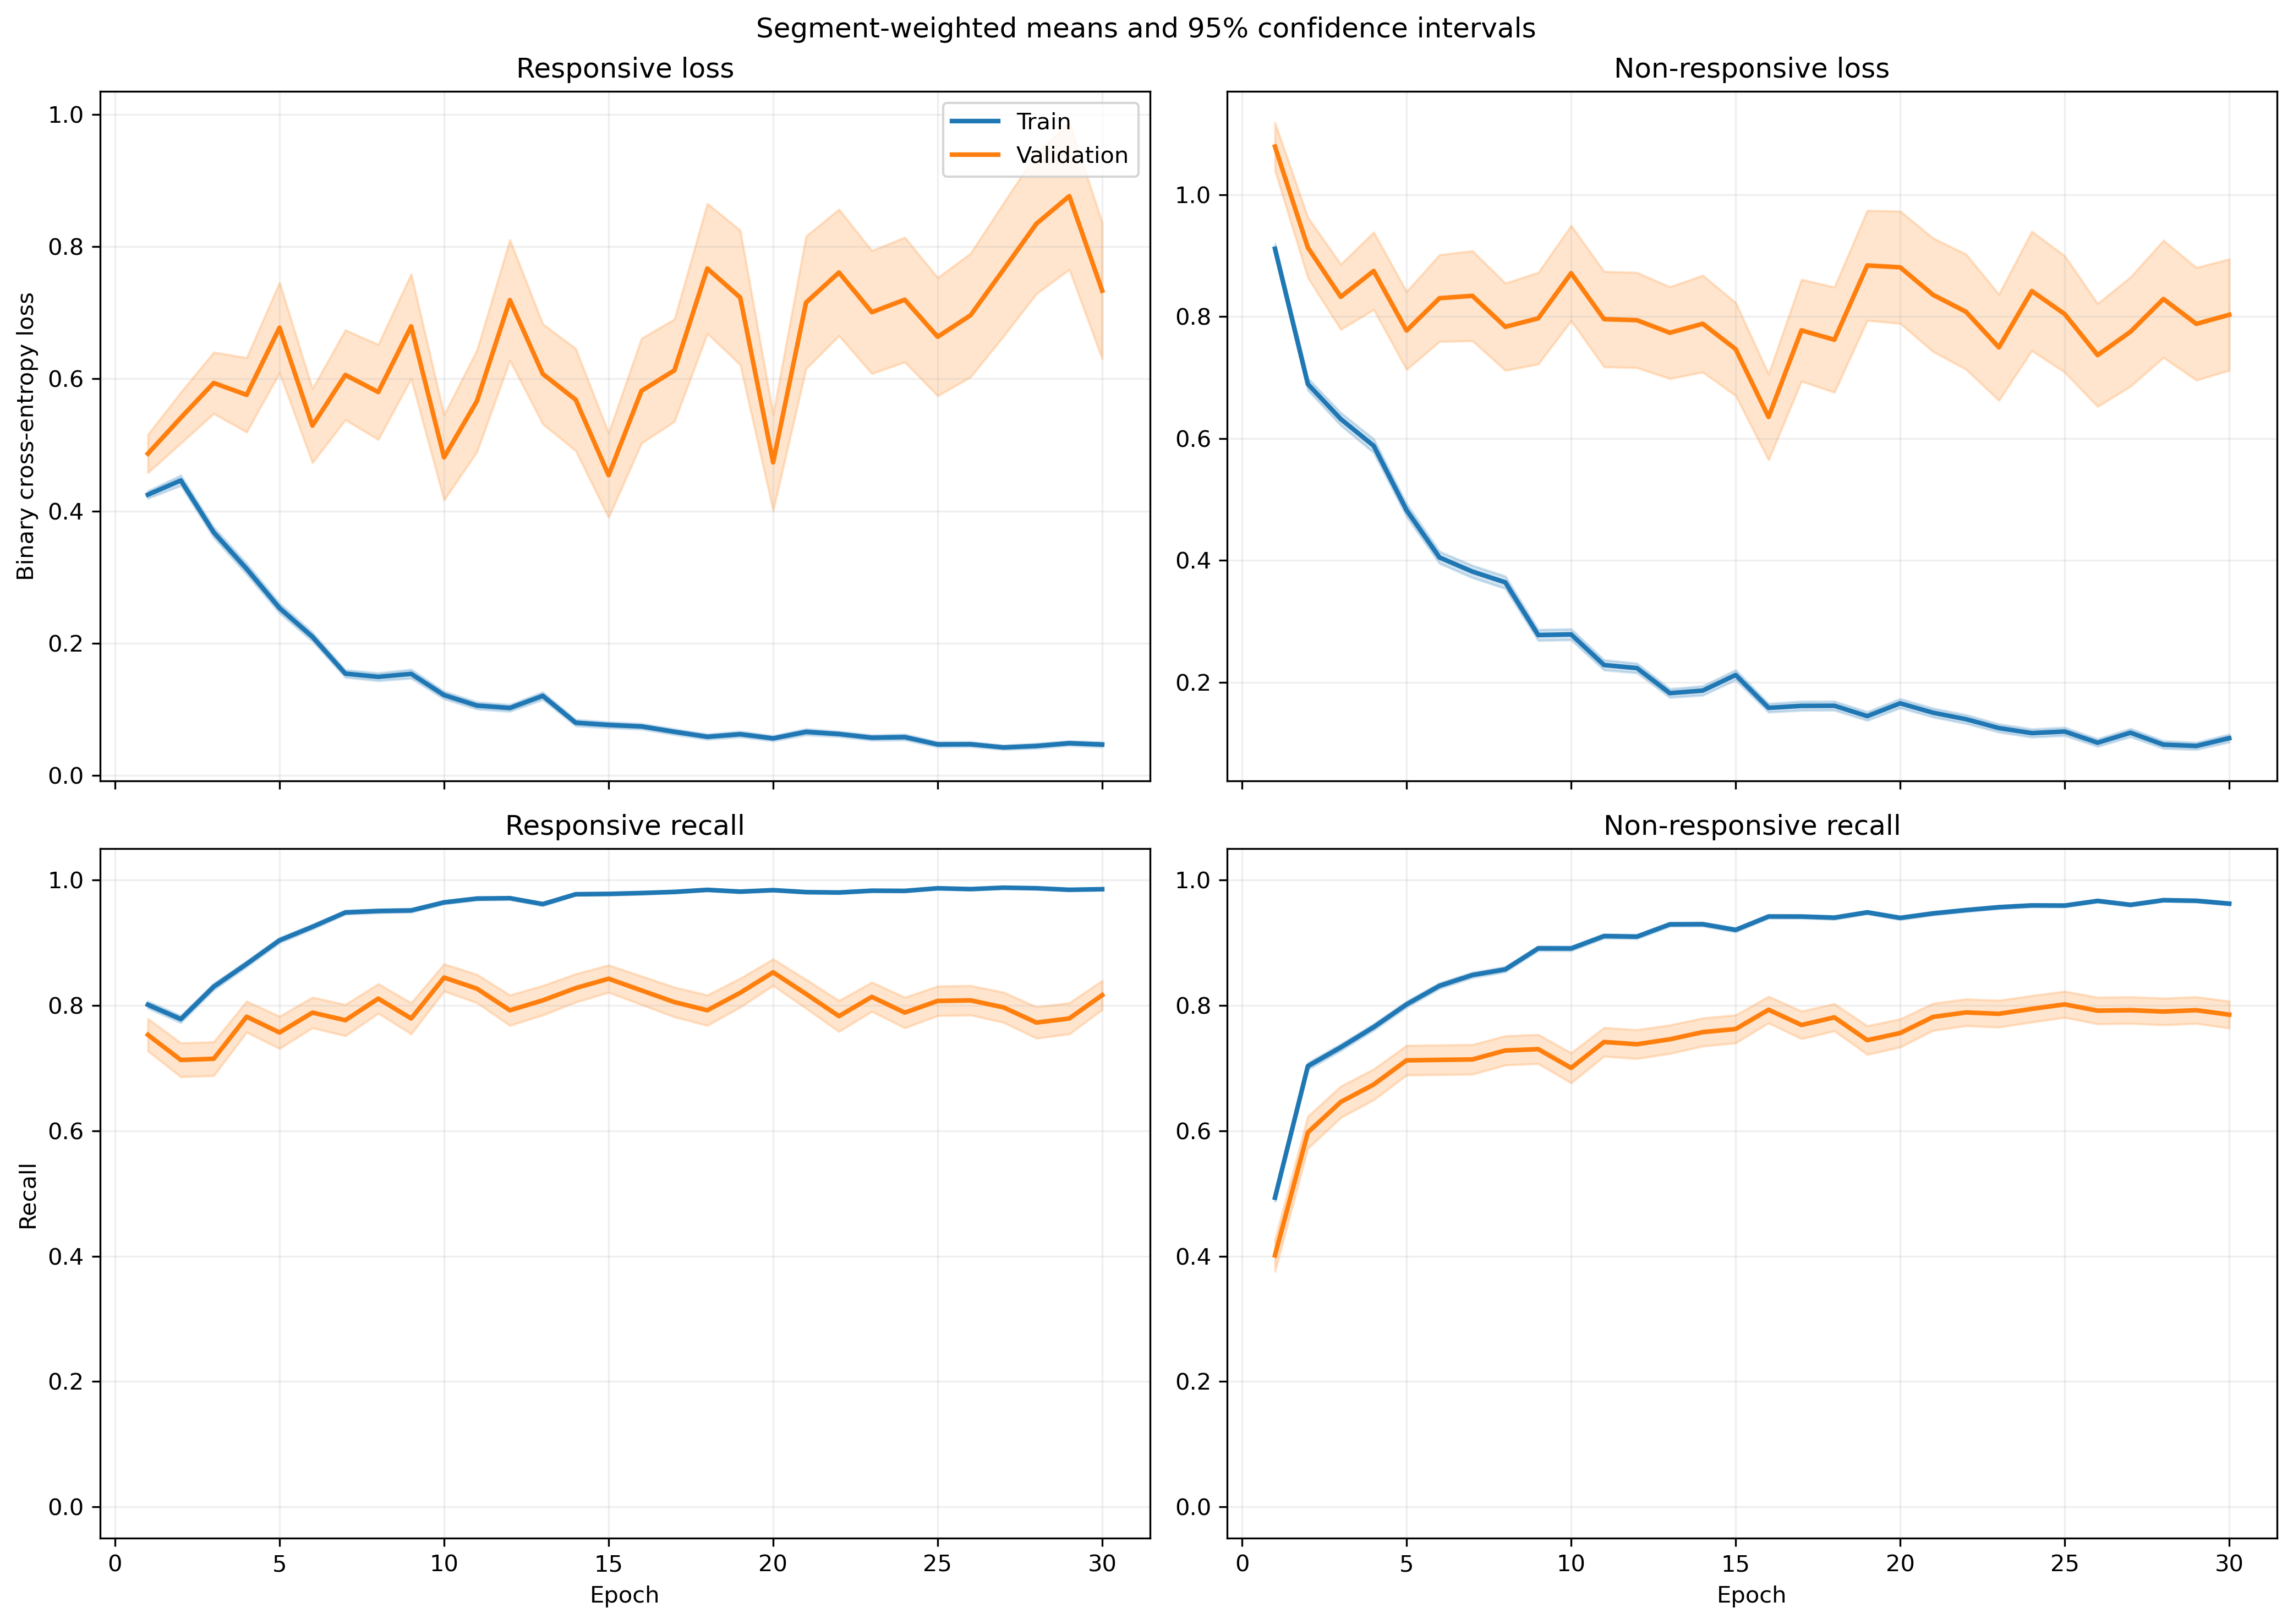 Segment-weighted means and 95% confidence intervals
Responsive loss
Non-responsive loss
Binary cross-entropy loss
1.0
0.8
0.6
0.4
0.2
0.0
Train
Validation
1.0
0.8
0.6
0.4
0.2
Responsive recall
Non-responsive recall
Recall
1.0
0.8
0.6
0.4
0.2
0.0
0 5 10 15 20 25 30
Epoch
1.0
0.8
0.6
0.4
0.2
0.0
0 5 10 15 20 25 30
Epoch